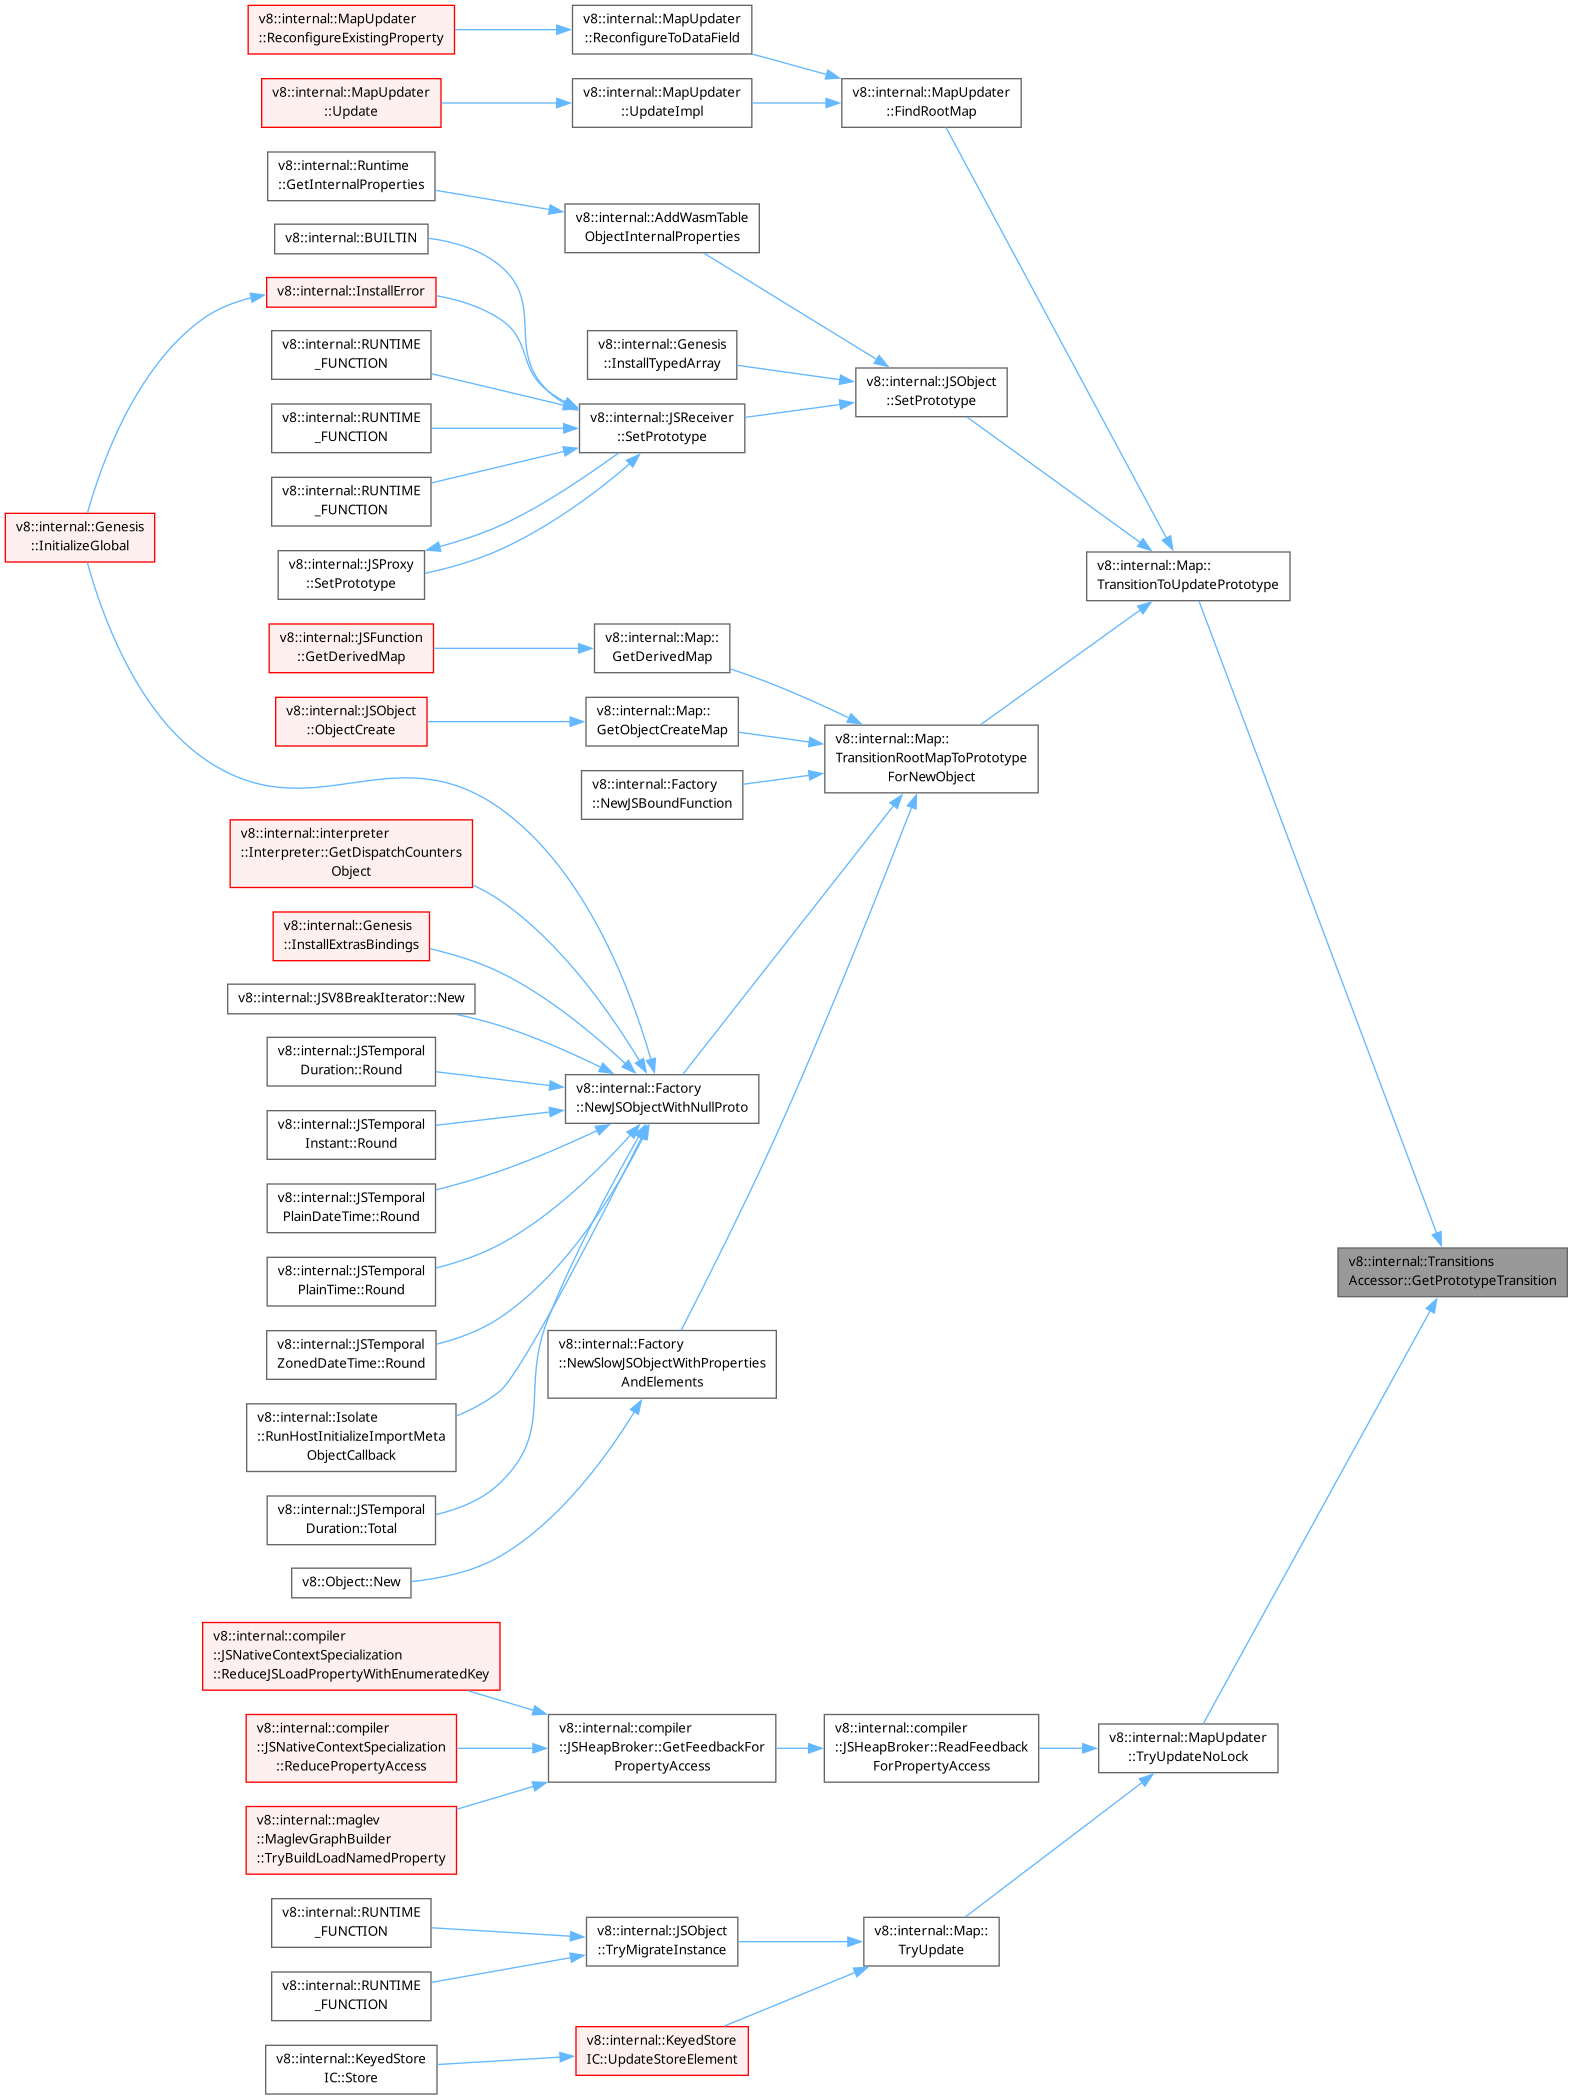 v8::internal::MapUpdater
::ReconfigureExistingProperty
v8::internal::MapUpdater
::ReconfigureToDataField
v8::internal::MapUpdater
::Update
v8::internal::MapUpdater
::UpdateImpl
v8::internal::MapUpdater
::FindRootMap
v8::internal::Runtime
::GetInternalProperties
v8::internal::AddWasmTable
ObjectInternalProperties
v8::internal::BUILTIN
v8::internal::InstallError
v8::internal::RUNTIME
_FUNCTION
v8::internal::Genesis
::InstallTypedArray
v8::internal::JSObject
::SetPrototype
v8::internal::RUNTIME
_FUNCTION
v8::internal::JSReceiver
::SetPrototype
v8::internal::RUNTIME
_FUNCTION
v8::internal::Genesis
::InitializeGlobal
v8::internal::JSProxy
::SetPrototype
v8::internal::Map::
TransitionToUpdatePrototype
v8::internal::JSFunction
::GetDerivedMap
v8::internal::Map::
GetDerivedMap
v8::internal::JSObject
::ObjectCreate
v8::internal::Map::
GetObjectCreateMap
v8::internal::Map::
TransitionRootMapToPrototype
ForNewObject
v8::internal::Factory
::NewJSBoundFunction
v8::internal::interpreter
::Interpreter::GetDispatchCounters
Object
v8::internal::Genesis
::InstallExtrasBindings
v8::internal::JSV8BreakIterator::New
v8::internal::JSTemporal
Duration::Round
v8::internal::Factory
::NewJSObjectWithNullProto
v8::internal::JSTemporal
Instant::Round
v8::internal::JSTemporal
PlainDateTime::Round
v8::internal::JSTemporal
PlainTime::Round
v8::internal::Transitions
Accessor::GetPrototypeTransition
v8::internal::JSTemporal
ZonedDateTime::Round
v8::internal::Factory
::NewSlowJSObjectWithProperties
AndElements
v8::internal::Isolate
::RunHostInitializeImportMeta
ObjectCallback
v8::internal::JSTemporal
Duration::Total
v8::Object::New
v8::internal::compiler
::JSNativeContextSpecialization
::ReduceJSLoadPropertyWithEnumeratedKey
v8::internal::compiler
::JSNativeContextSpecialization
::ReducePropertyAccess
v8::internal::compiler
::JSHeapBroker::GetFeedbackFor
PropertyAccess
v8::internal::compiler
::JSHeapBroker::ReadFeedback
ForPropertyAccess
v8::internal::MapUpdater
::TryUpdateNoLock
v8::internal::maglev
::MaglevGraphBuilder
::TryBuildLoadNamedProperty
v8::internal::RUNTIME
_FUNCTION
v8::internal::JSObject
::TryMigrateInstance
v8::internal::Map::
TryUpdate
v8::internal::RUNTIME
_FUNCTION
v8::internal::KeyedStore
IC::UpdateStoreElement
v8::internal::KeyedStore
IC::Store